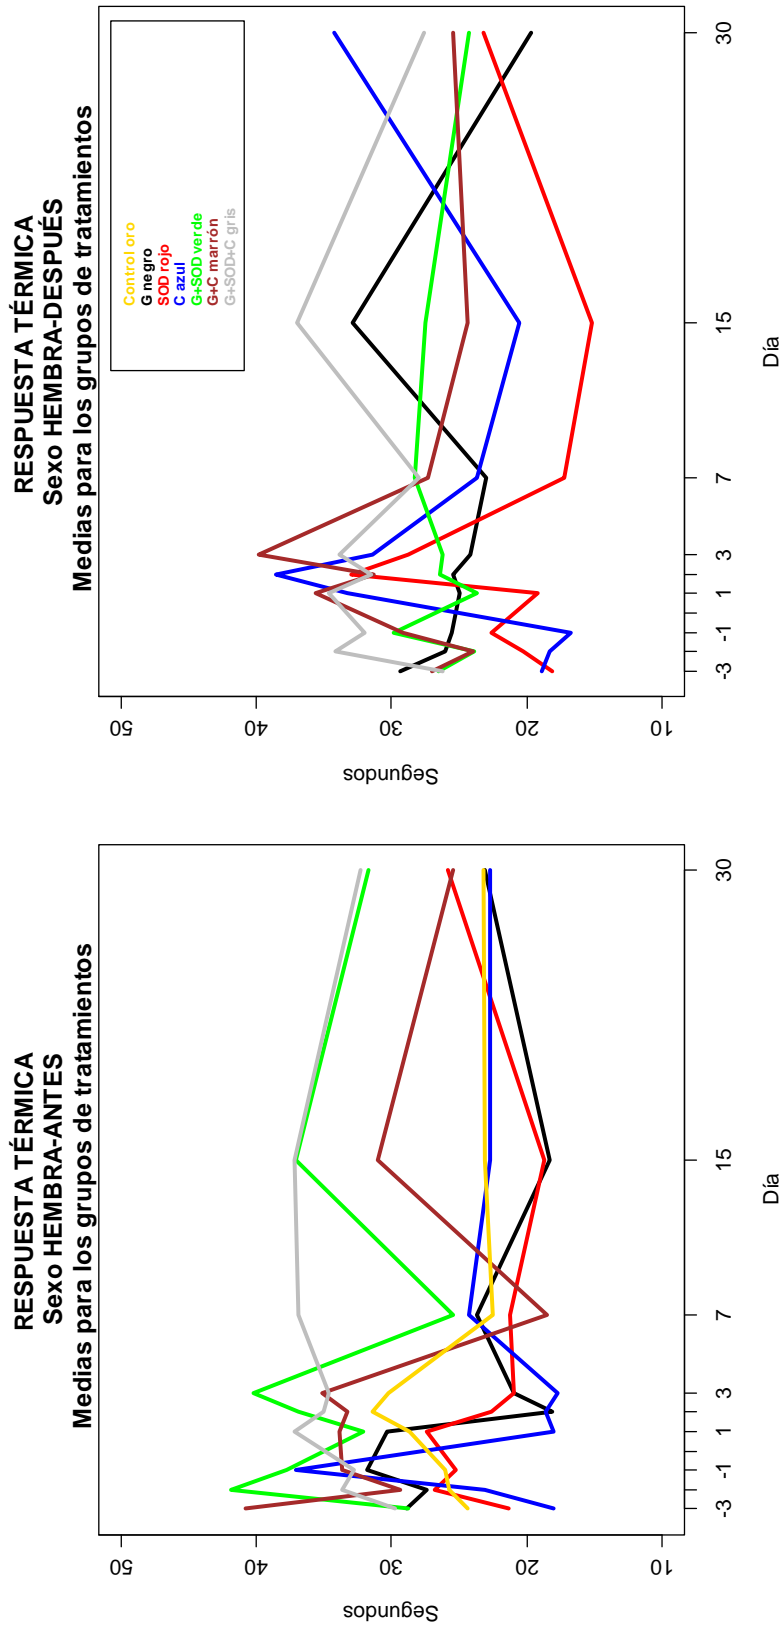 RESPUESTA TÉRMICA
Sexo HEMBRA-ANTES
Medias para los grupos de tratamientos
Segundos
50
40
30
20
10
-3
-1
1
3
7
15
30
Día
RESPUESTA TÉRMICA
Sexo HEMBRA-DESPUÉS
Medias para los grupos de tratamientos
Control oro
G negro
SOD rojo
C azul
G+SOD verde
G+C marrón
G+SOD+C gris
Segundos
50
40
30
20
10
-3
-1
1
3
7
15
30
Día